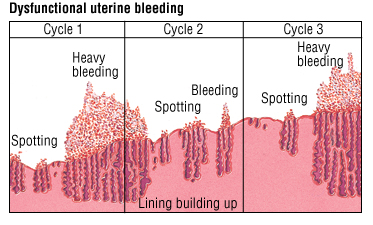 Dysfunctional uterine bleeding
Cycle 1
Cycle 2
Cycle 3
Spotting
Heavy
bleeding
Spotting
Bleeding
Spotting
Heavy
bleeding
Lining building up